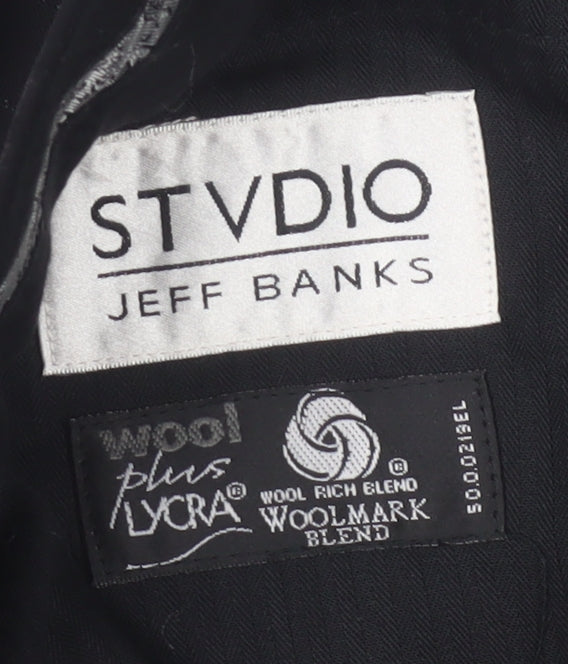 STVDIO
JEFF BANKS
wool
plus
LYCRA®
®
WOOL RICH BLEND
WOOLMARK
BLEND
50.0.0219EL